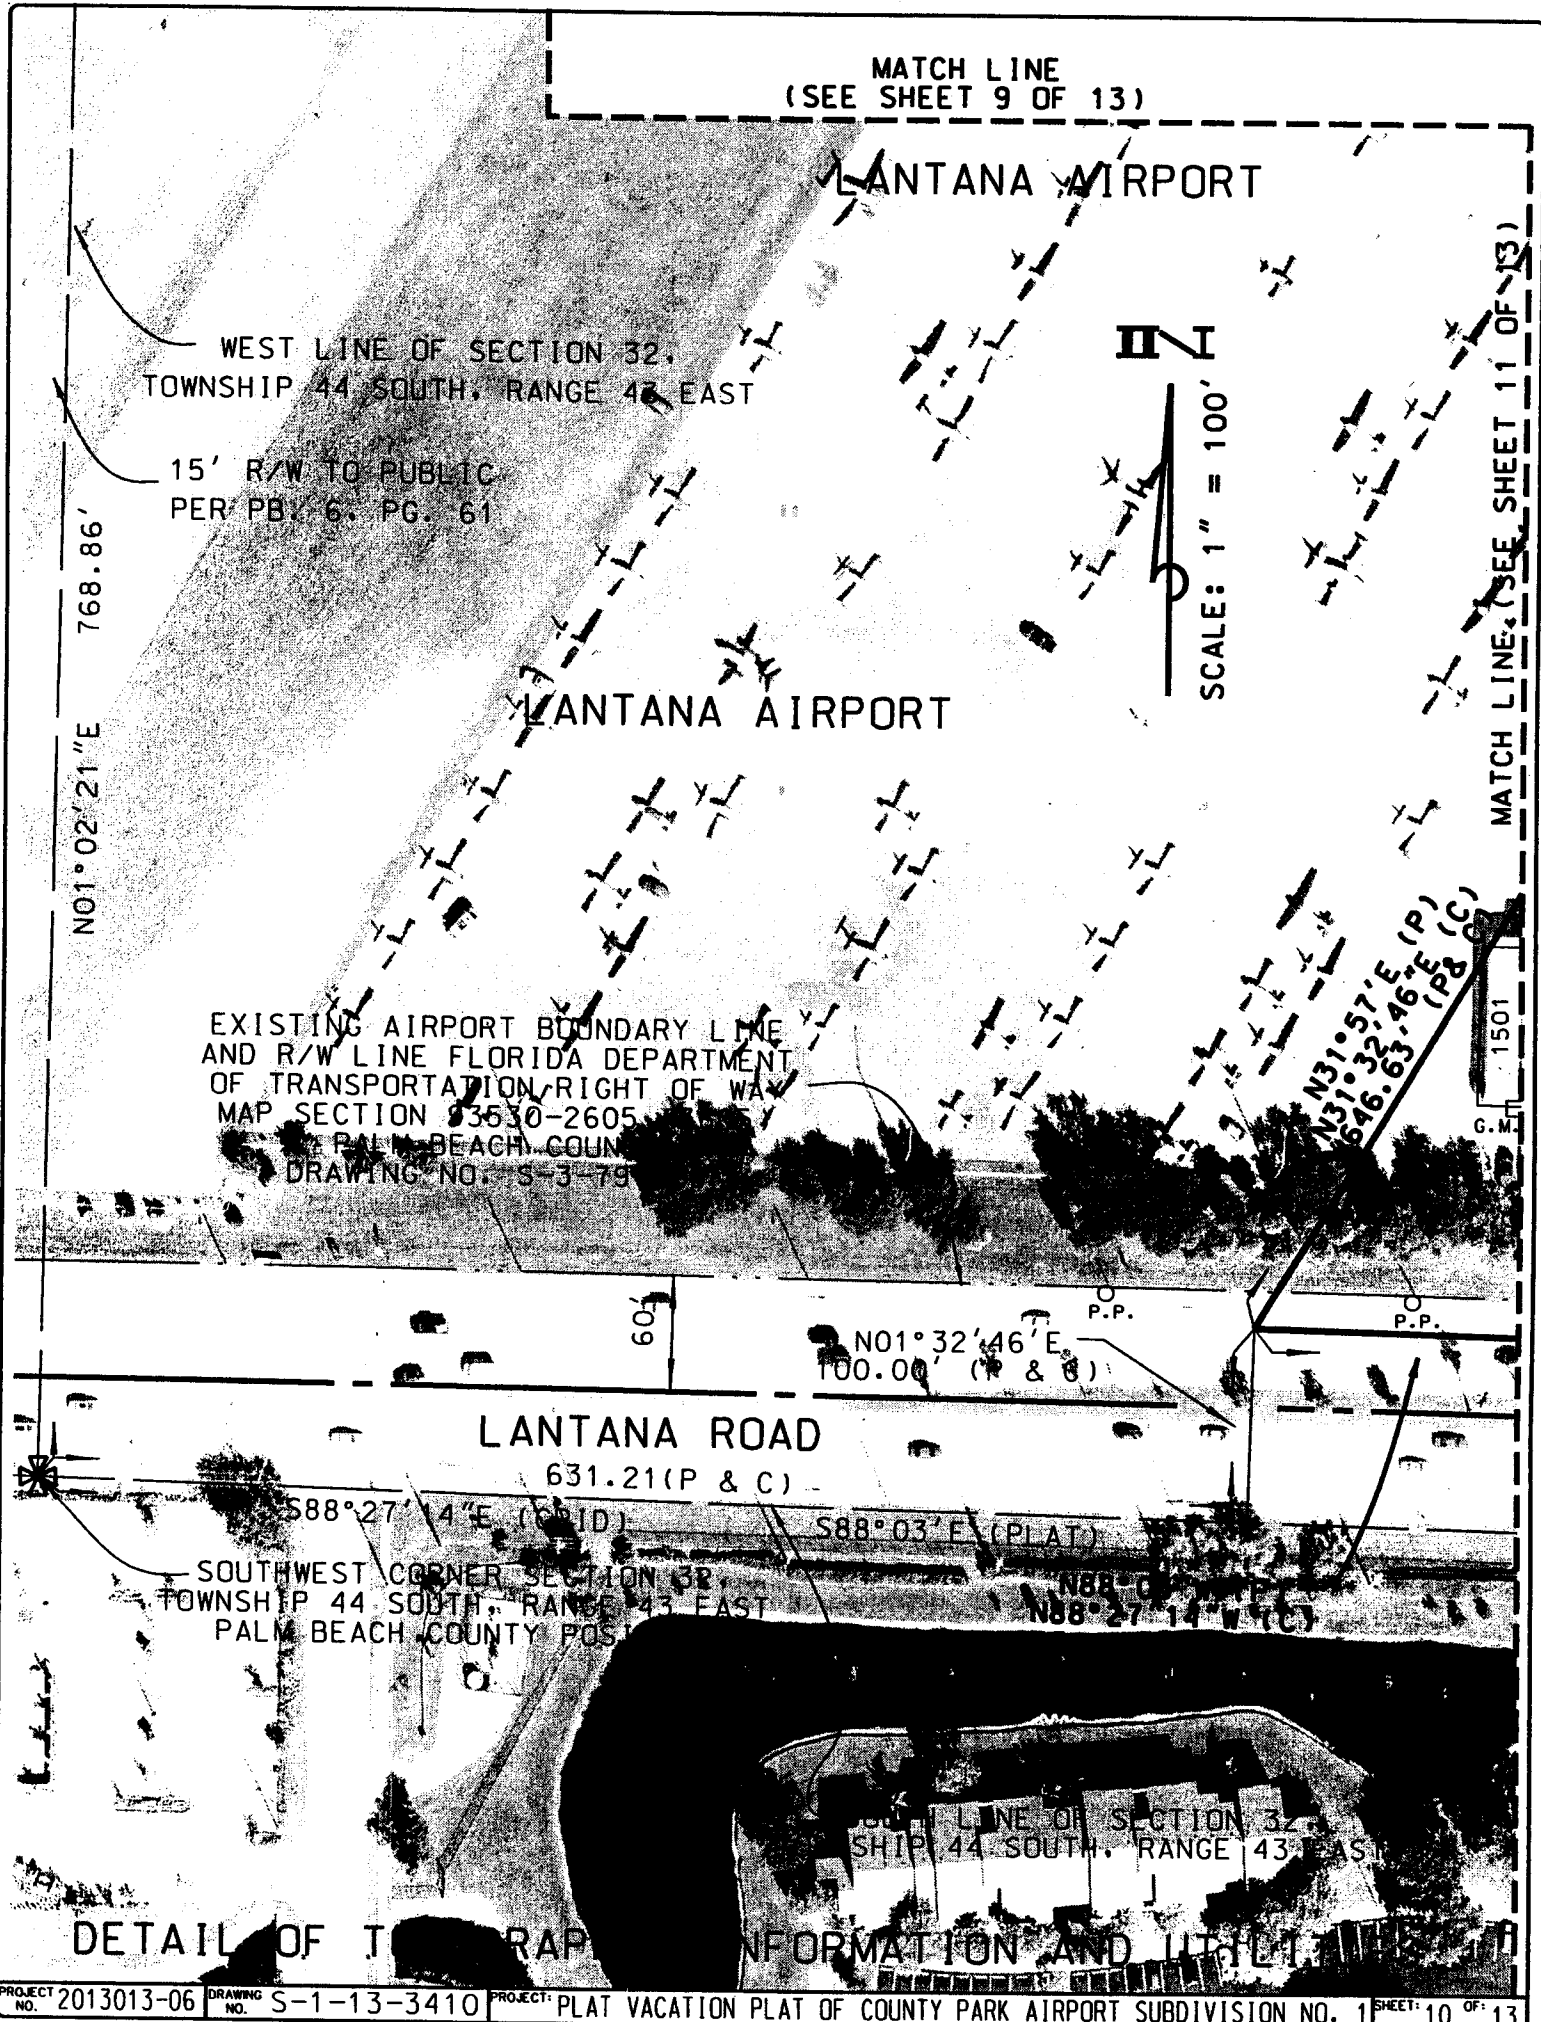 MATCH LINE
(SEE SHEET 9 OF 13)
LANTANA AIRPORT
WEST LINE OF SECTION 32,
TOWNSHIP 44 SOUTH, RANGE 43 EAST
15' R/W TO PUBLIC
PER PB. 6, PG. 61
N01°02'21"E 768.86'
N
SCALE: 1" = 100'
MATCH LINE (SEE SHEET 11 OF 13)
LANTANA AIRPORT
EXISTING AIRPORT BOUNDARY LINE
AND R/W LINE FLORIDA DEPARTMENT
OF TRANSPORTATION RIGHT OF WAY
MAP SECTION 93530-2605
PALM BEACH COUN
DRAWING NO. S-3-79
N31°57'E (P)
N31°32'46"E (C)
646.63' (P&
1501
G.M.
60'
P.P.
P.P.
N01°32'46'E
100.00' (P & C)
LANTANA ROAD
631.21(P & C)
S88°27'14"E (GRID)
S88°03'E (PLAT)
SOUTHWEST CORNER SECTION 32,
TOWNSHIP 44 SOUTH, RANGE 43 EAST
PALM BEACH COUNTY
N88°27'14"W (C)
LINE OF SECTION 32,
SHIP 44 SOUTH, RANGE 43 EAST
DETAIL OF INFORMATION AND
PROJECT NO. 2013013-06 DRAWING NO. S-1-13-3410 PROJECT: PLAT VACATION PLAT OF COUNTY PARK AIRPORT SUBDIVISION NO. 1 SHEET: 10 OF: 13